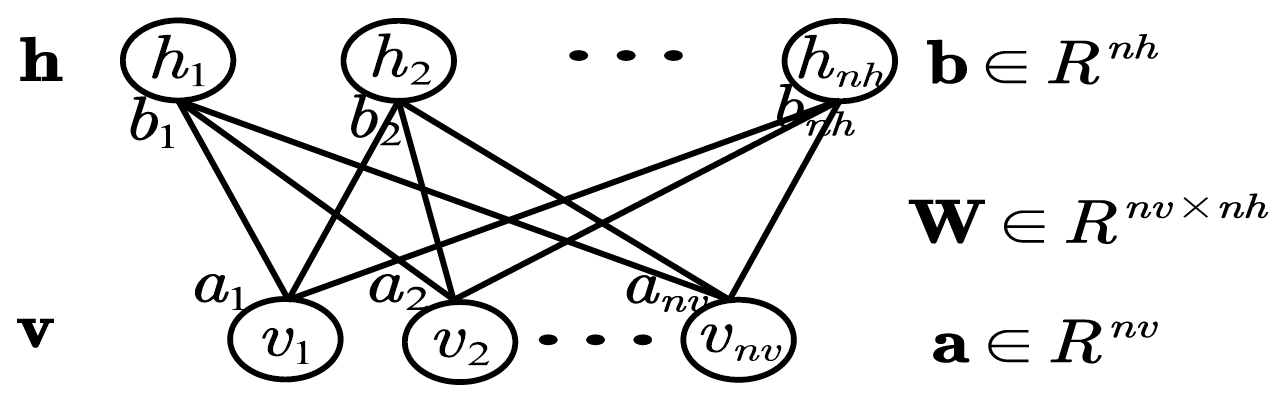 h h₁ h₂ • • • hₙₕ b ∈ Rⁿʰ
b₁ b₂ bₙₕ
W ∈ Rⁿᵛ ˣ ⁿʰ
a₁ a₂ aₙᵥ
v v₁ v₂ • • • vₙᵥ a ∈ Rⁿᵛ